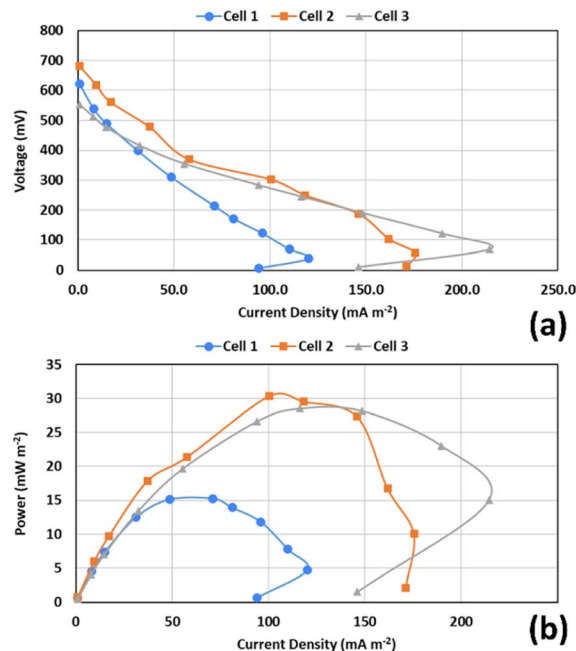 Cell 1 Cell 2 Cell 3
800
700
600
500
400
300
200
100
0
Voltage (mV)
0.0 50.0 100.0 150.0 200.0 250.0
Current Density (mA m-2)
(a)
Cell 1 Cell 2 Cell 3
35
30
25
20
15
10
5
0
Power (mW m-2)
0 50 100 150 200 250
Current Density (mA m-2)
(b)